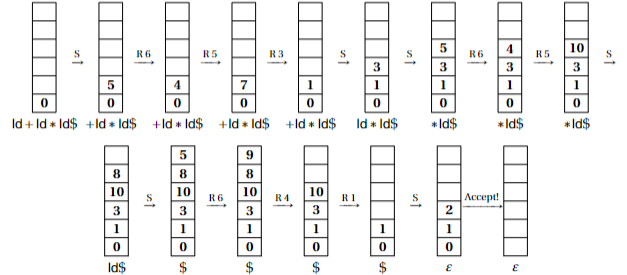 S R 6 R 5 R 3 S S 5 R 6 4 R 5 10 S
3 3 3 3
5 4 7 1 1 1 1 1
0 0 0 0 0 0 0 0 0
Id + Id ∗ Id$ +Id ∗ Id$ +Id ∗ Id$ +Id ∗ Id$ +Id ∗ Id$ Id ∗ Id$ ∗Id$ ∗Id$ ∗Id$
5 9
8 8 8
10 S 10 R 6 10 R 4 10 R 1 S Accept!
3 3 3 3 2
1 1 1 1 1 1
0 0 0 0 0 0
Id$ $ $ $ $ ε ε